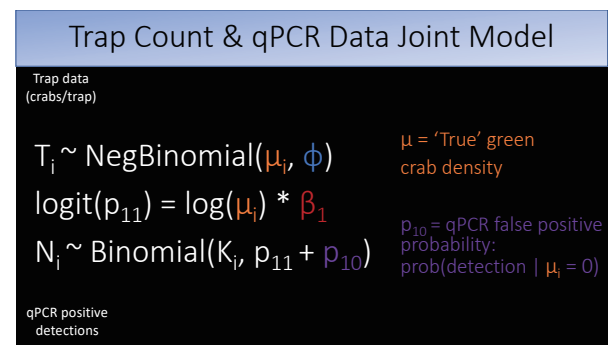 Trap Count & qPCR Data Joint Model
Trap data
(crabs/trap)
Tᵢ ~ NegBinomial(μᵢ, ϕ)
μ = ‘True’ green
crab density
logit(p₁₁) = log(μᵢ) * β₁
Nᵢ ~ Binomial(Kᵢ, p₁₁ + p₁₀)
p₁₀ = qPCR false positive
probability:
prob(detection | μᵢ = 0)
qPCR positive
detections